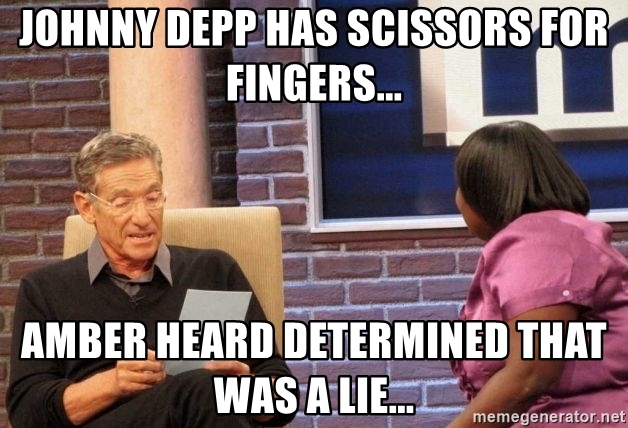 JOHNNY DEPP HAS SCISSORS FOR
FINGERS...
AMBER HEARD DETERMINED THAT
WAS A LIE...
memegenerator.net